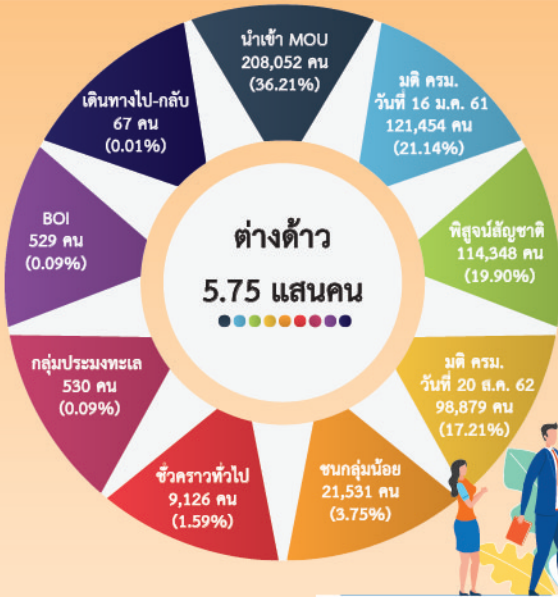 ต่างด้าว
5.75 แสนคน
นำเข้า MOU
208,052 คน
(36.21%)
มติ ครม.
วันที่ 16 ม.ค. 61
121,454 คน
(21.14%)
พิสูจน์สัญชาติ
114,348 คน
(19.90%)
มติ ครม.
วันที่ 20 ส.ค. 62
98,879 คน
(17.21%)
ชนกลุ่มน้อย
21,531 คน
(3.75%)
ชั่วคราวทั่วไป
9,126 คน
(1.59%)
กลุ่มประมงทะเล
530 คน
(0.09%)
BOI
529 คน
(0.09%)
เดินทางไป-กลับ
67 คน
(0.01%)